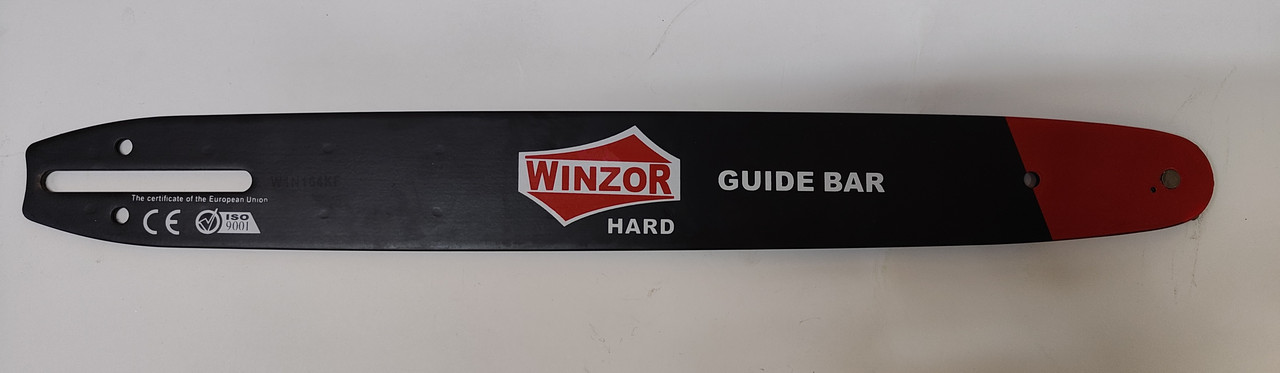 The certificate of the European Union
CE
ISO
9001
WINZOR
HARD
GUIDE BAR